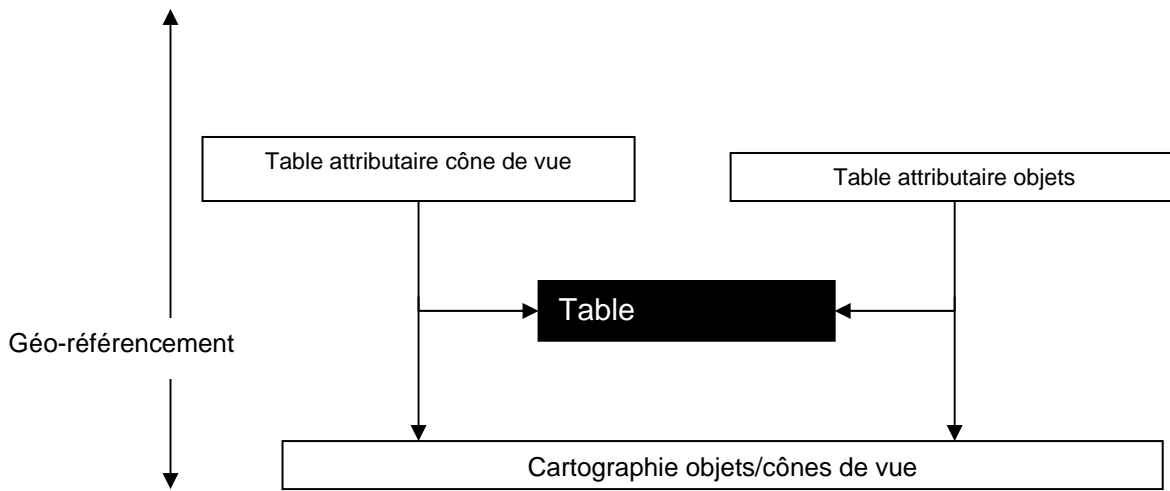 Table attributaire cône de vue
Table attributaire objets
Table
Géo-référencement
Cartographie objets/cônes de vue